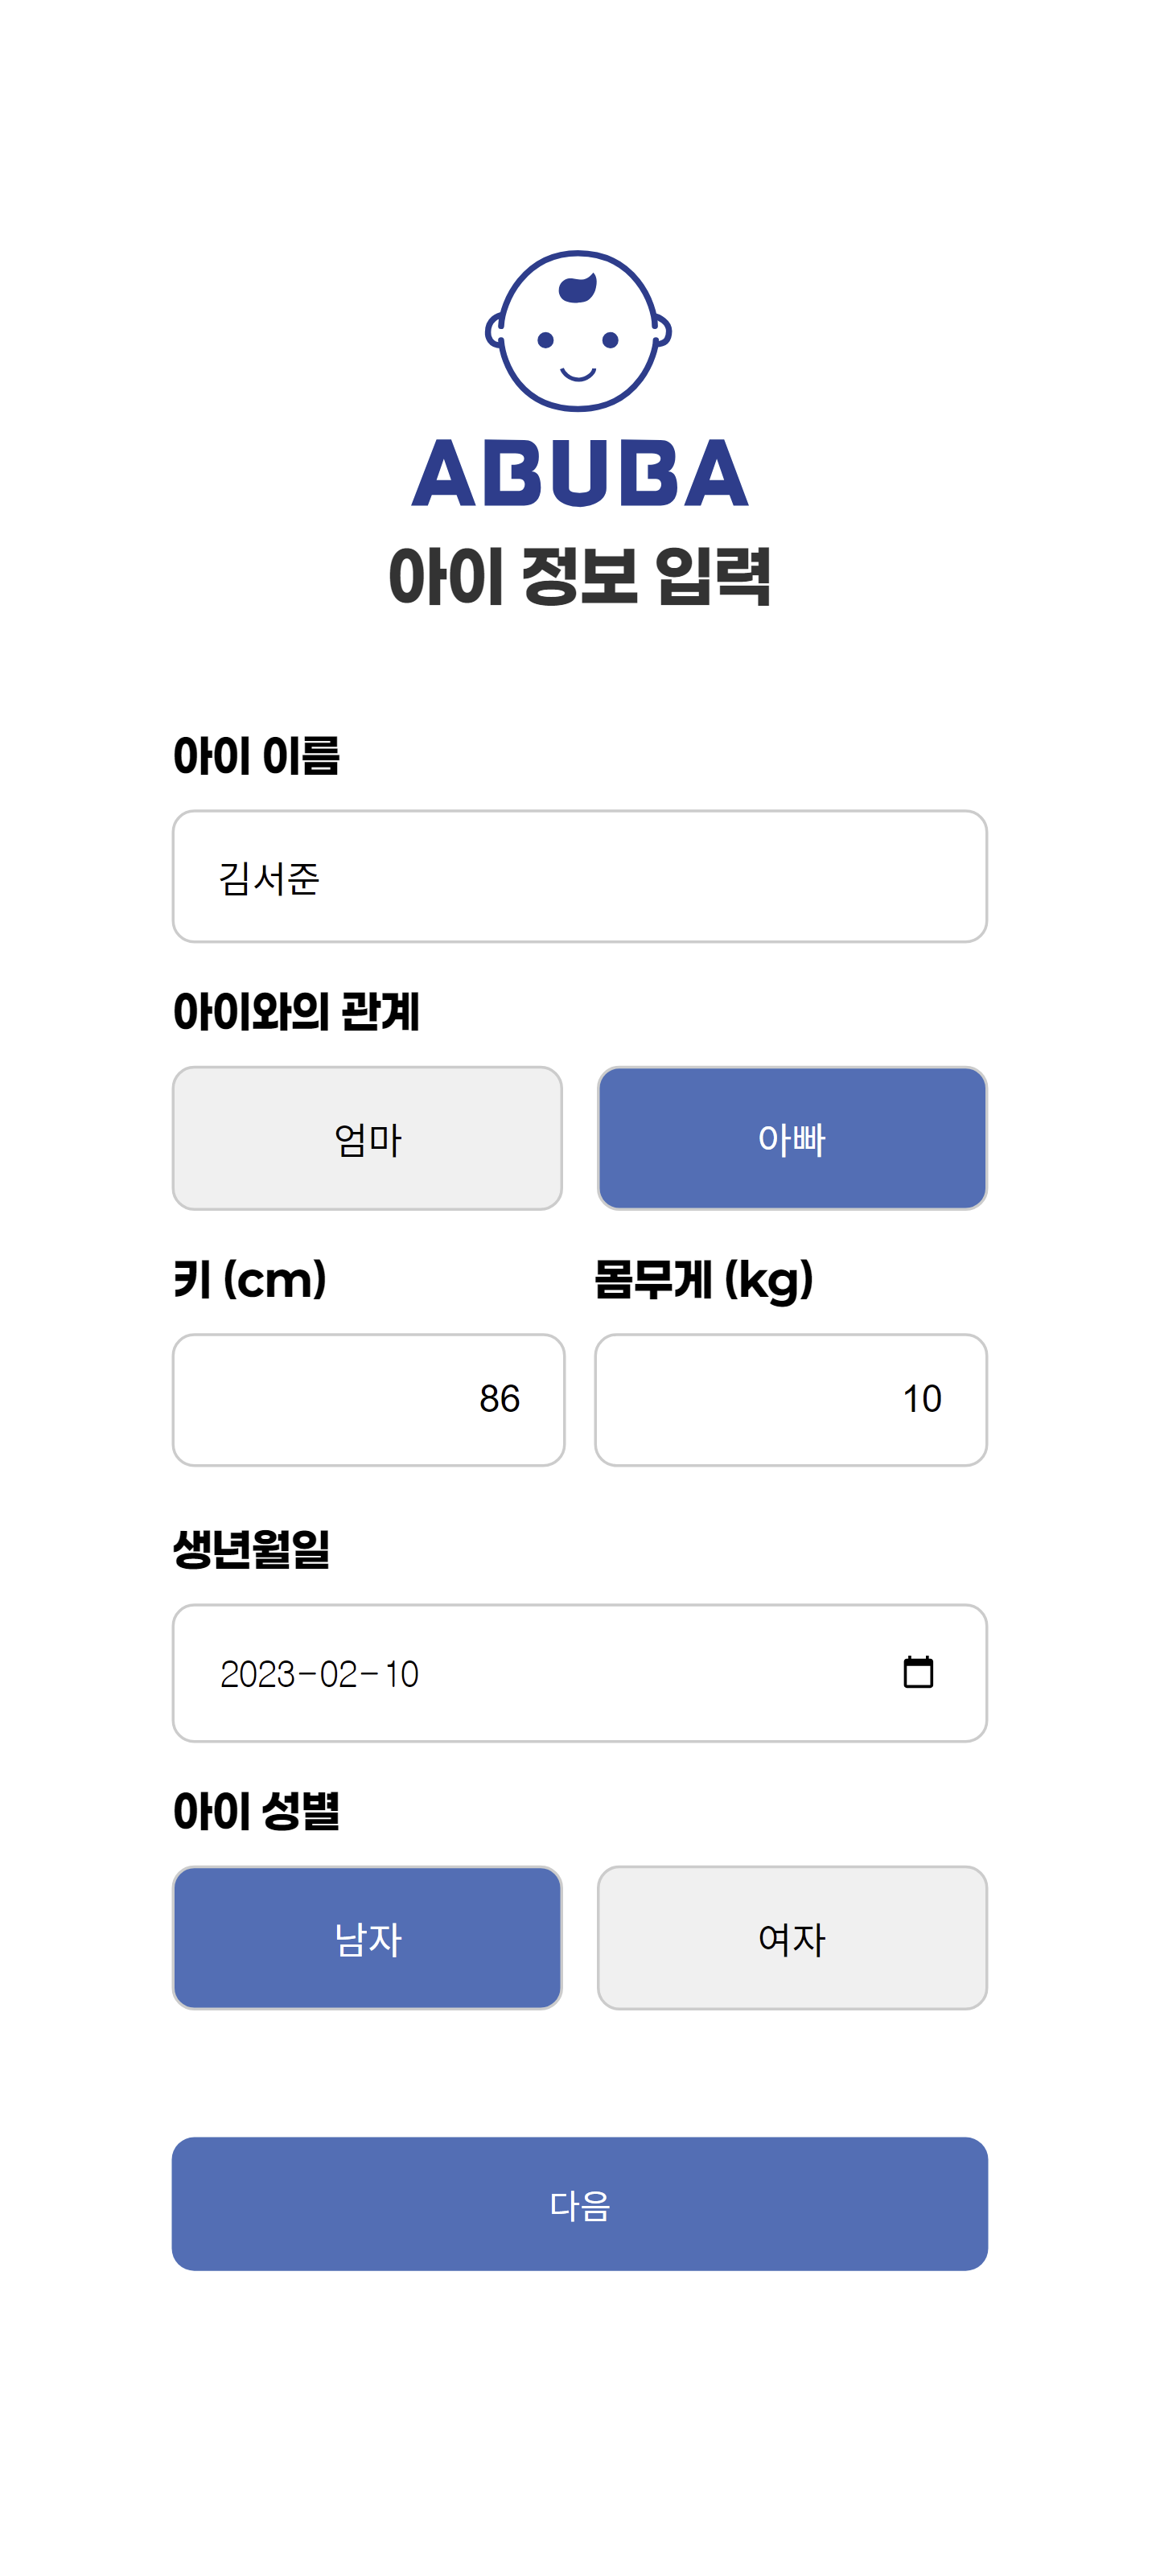 ABUBA
아이 정보 입력
아이 이름
김서준
아이와의 관계
엄마 아빠
키 (cm) 몸무게 (kg)
86 10
생년월일
2023-02-10
아이 성별
남자 여자
다음